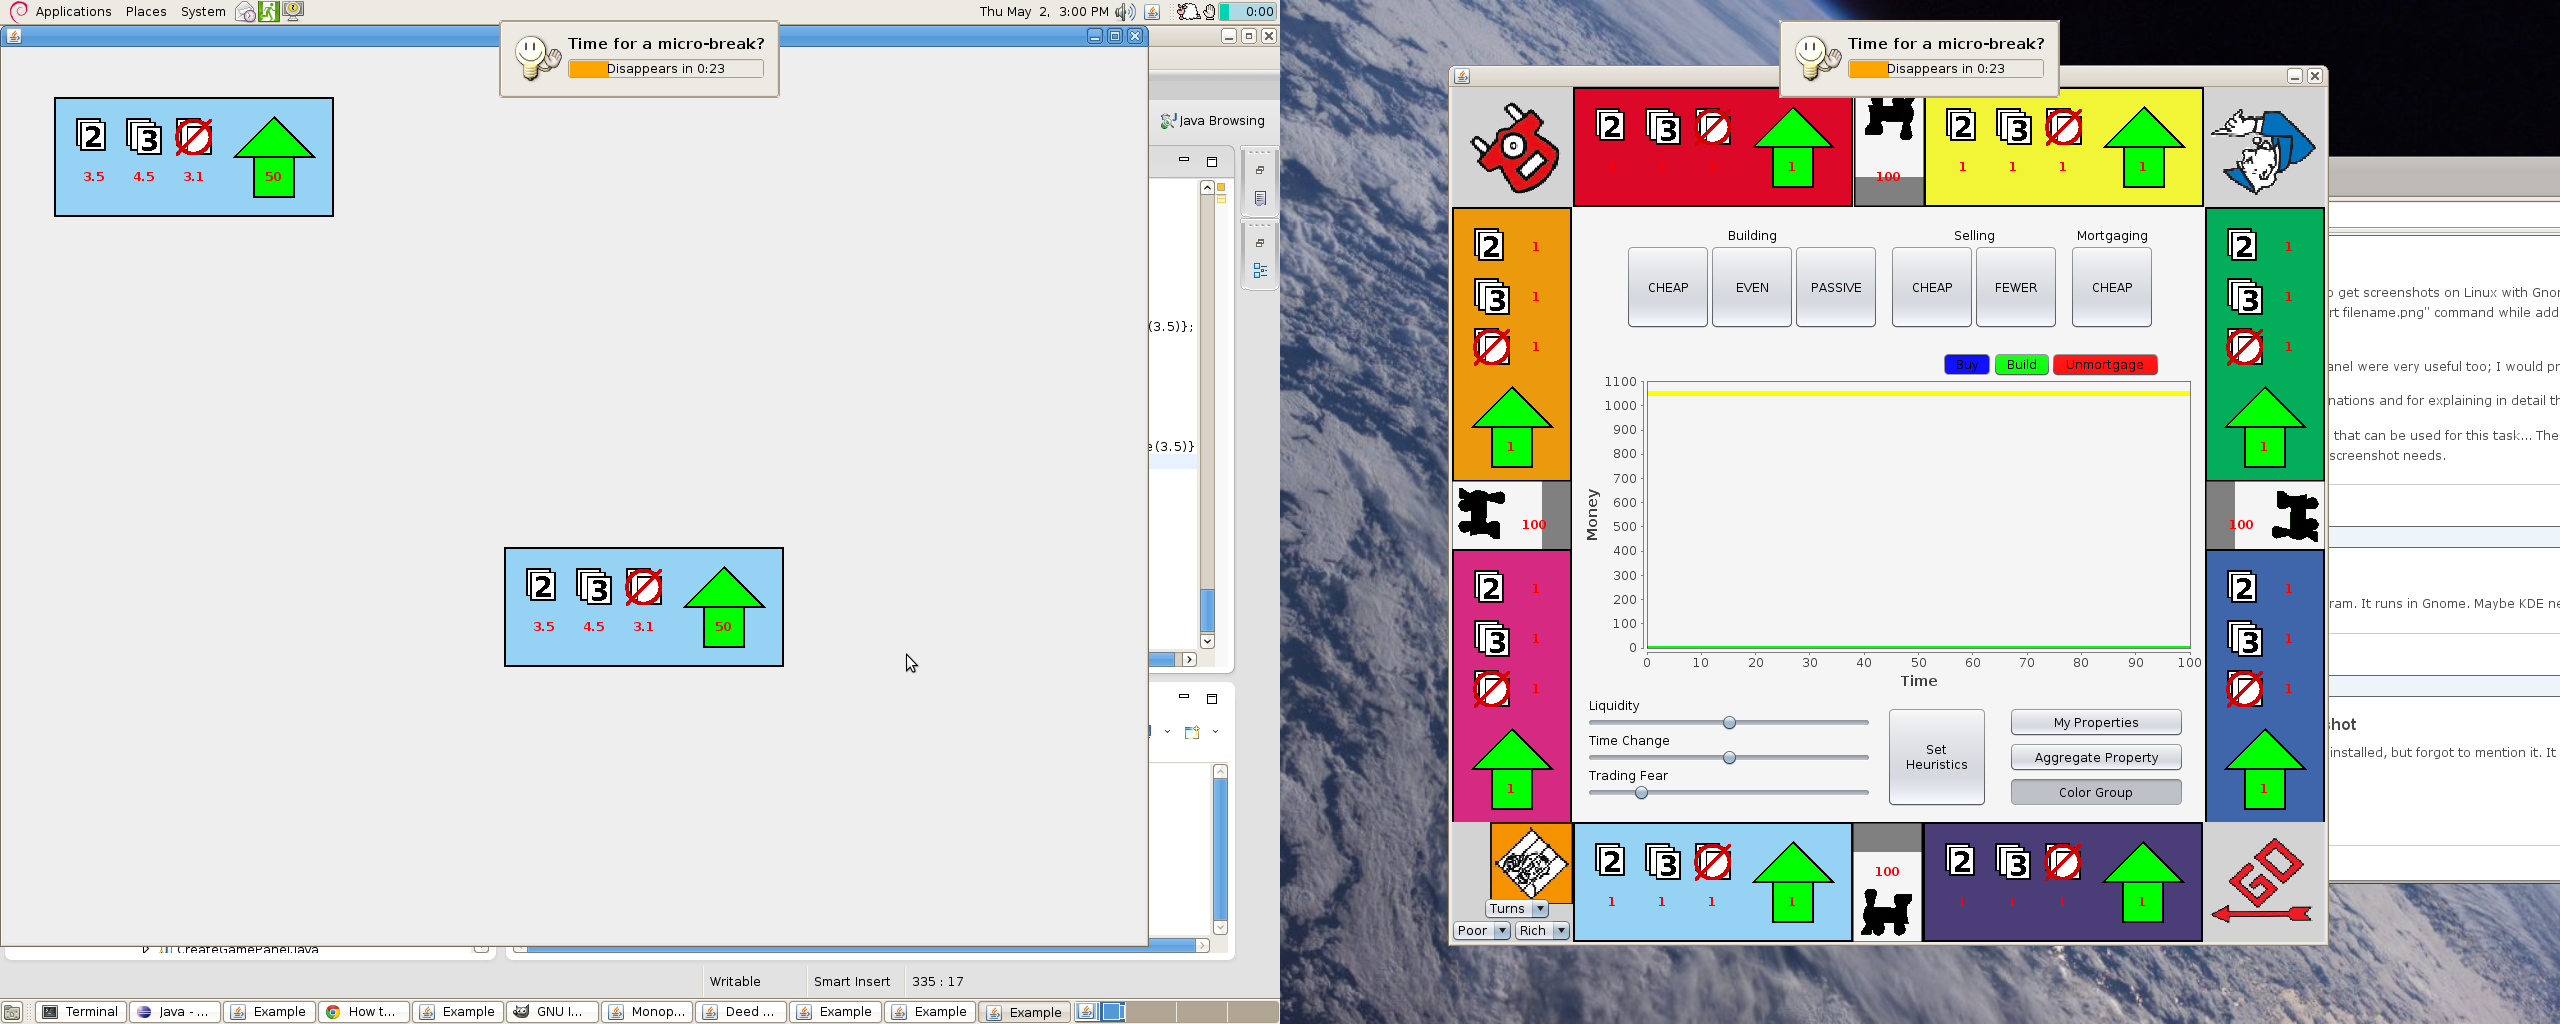 Applications Places System
Thu May 2, 3:00 PM
0:00
Time for a micro-break?
Disappears in 0:23
2 3
3.5 4.5 3.1 50
2 3
3.5 4.5 3.1 50
Java Browsing
(3.5)};
(3.5)}
CreateGamePanel.java
Writable Smart Insert 335 : 17
Terminal Java - ... Example How t... Example GNU I... Monop... Deed ... Example Example Example
Time for a micro-break?
Disappears in 0:23
2 3
1 1 1 1
100
2 3
1 1 1 1
2 1
3 1
1
1
100
2 1
3 1
1
1
Building Selling Mortgaging
CHEAP EVEN PASSIVE CHEAP FEWER CHEAP
Buy Build Unmortgage
1100
1000
900
800
700
600
500
400
300
200
100
0
Money
0 10 20 30 40 50 60 70 80 90 100
Time
Liquidity
Time Change
Trading Fear
Set
Heuristics
My Properties
Aggregate Property
Color Group
2 1
3 1
1
1
100
2 1
3 1
1
1
Turns
Poor Rich
2 3
1 1 1 1
100
2 3
1 1 1 1
GO
get screenshots on Linux with Gno
rt filename.png" command while add
anel were very useful too; I would pr
nations and for explaining in detail th
that can be used for this task... The
screenshot needs.
ram. It runs in Gnome. Maybe KDE ne
shot
installed, but forgot to mention it. It